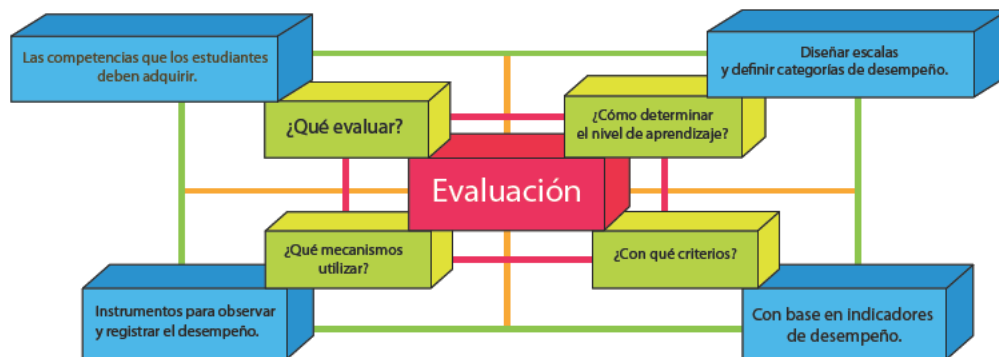 Las competencias que los estudiantes
deben adquirir.
Diseñar escalas
y definir categorías de desempeño.
¿Qué evaluar?
¿Cómo determinar
el nivel de aprendizaje?
Evaluación
¿Qué mecanismos
utilizar?
¿Con qué criterios?
Instrumentos para observar
y registrar el desempeño.
Con base en indicadores
de desempeño.